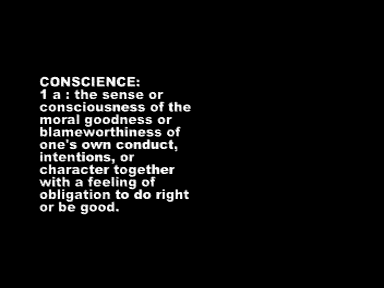 CONSCIENCE:
1 a : the sense or
consciousness of the
moral goodness or
blameworthiness of
one's own conduct,
intentions, or
character together
with a feeling of
obligation to do right
or be good.